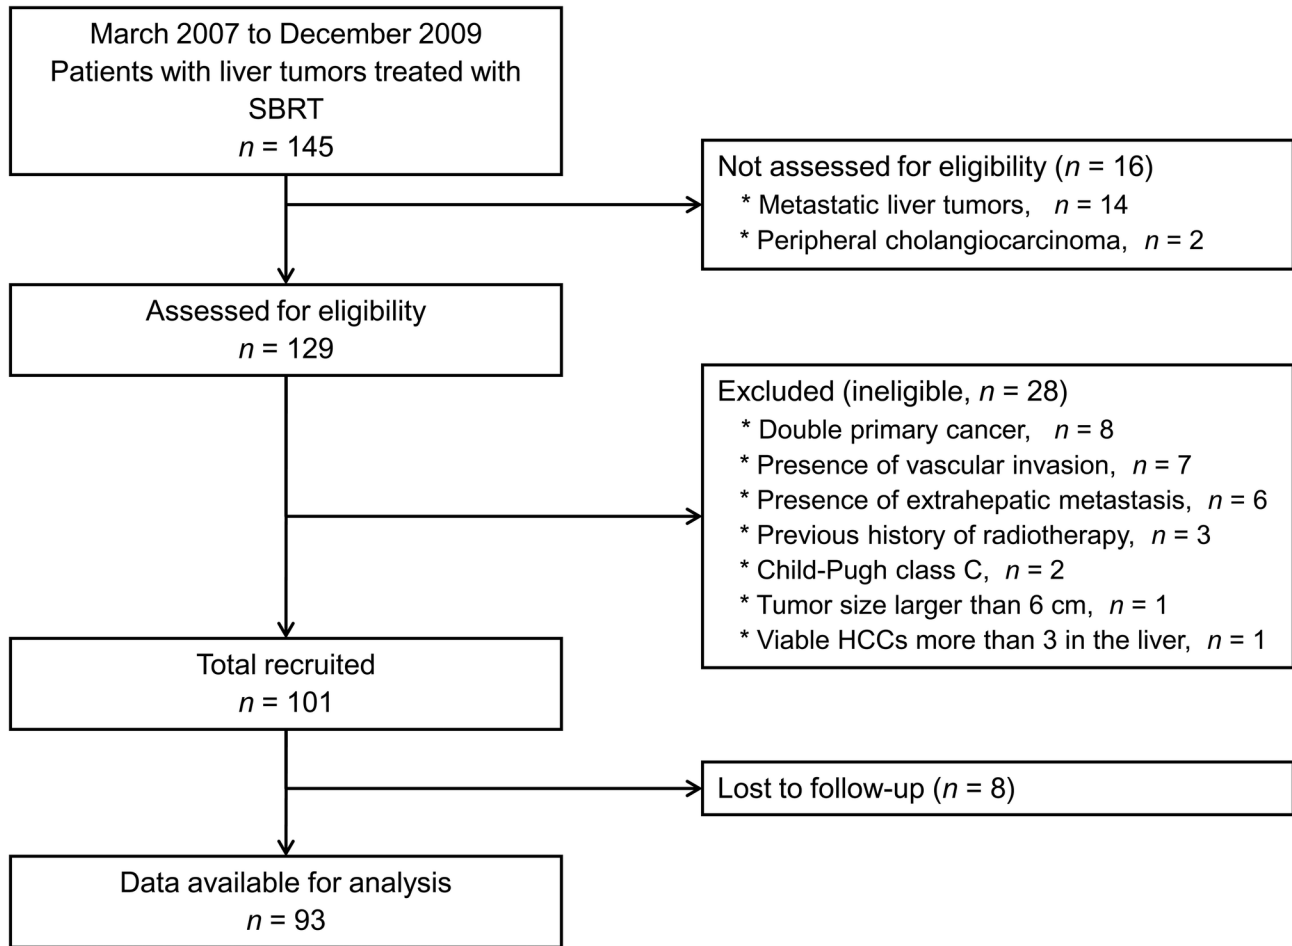 March 2007 to December 2009
Patients with liver tumors treated with
SBRT
n = 145
Not assessed for eligibility (n = 16)
* Metastatic liver tumors, n = 14
* Peripheral cholangiocarcinoma, n = 2
Assessed for eligibility
n = 129
Excluded (ineligible, n = 28)
* Double primary cancer, n = 8
* Presence of vascular invasion, n = 7
* Presence of extrahepatic metastasis, n = 6
* Previous history of radiotherapy, n = 3
* Child-Pugh class C, n = 2
* Tumor size larger than 6 cm, n = 1
* Viable HCCs more than 3 in the liver, n = 1
Total recruited
n = 101
Lost to follow-up (n = 8)
Data available for analysis
n = 93